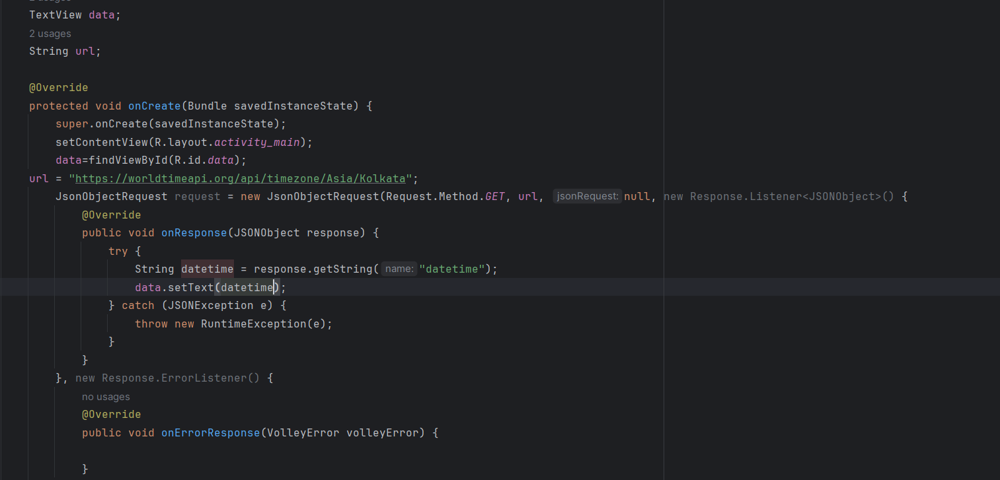 2 usages
TextView data;
2 usages
String url;
@Override
protected void onCreate(Bundle savedInstanceState) {
super.onCreate(savedInstanceState);
setContentView(R.layout.activity_main);
data=findViewById(R.id.data);
url = "https://worldtimeapi.org/api/timezone/Asia/Kolkata";
JsonObjectRequest request = new JsonObjectRequest(Request.Method.GET, url, jsonRequest: null, new Response.Listener<JSONObject>() {
@Override
public void onResponse(JSONObject response) {
try {
String datetime = response.getString( name: "datetime");
data.setText(datetime);
} catch (JSONException e) {
throw new RuntimeException(e);
}
}
}, new Response.ErrorListener() {
no usages
@Override
public void onErrorResponse(VolleyError volleyError) {
}